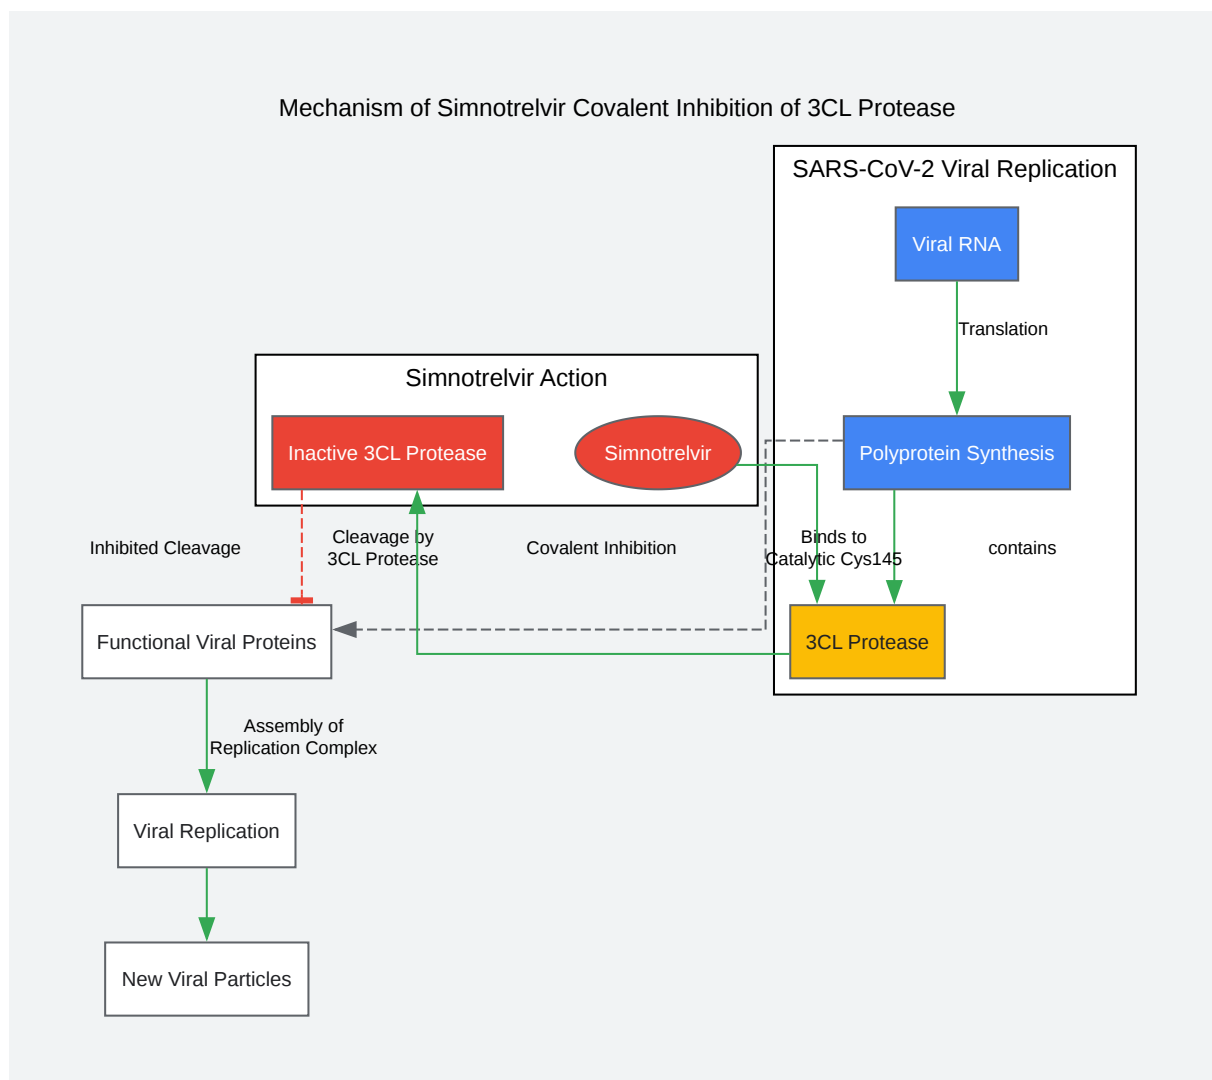 Mechanism of Simnotrelvir Covalent Inhibition of 3CL Protease
SARS-CoV-2 Viral Replication
Viral RNA
Translation
Simnotrelvir Action
Inactive 3CL Protease
Simnotrelvir
Polyprotein Synthesis
Inhibited Cleavage
Cleavage by
3CL Protease
Covalent Inhibition
Binds to
Catalytic Cys145
contains
Functional Viral Proteins
3CL Protease
Assembly of
Replication Complex
Viral Replication
New Viral Particles